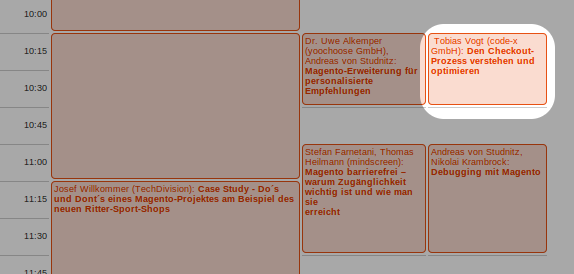 10:00
10:15
10:30
10:45
11:00
11:15
11:30
11:45
Dr. Uwe Alkemper
(yoochoose GmbH),
Andreas von Studnitz:
Magento-Erweiterung für
personalisierte
Empfehlungen
Tobias Vogt (code-x
GmbH): Den Checkout-
Prozess verstehen und
optimieren
Stefan Farnetani, Thomas
Heilmann (mindscreen):
Magento barrierefrei –
warum Zugänglichkeit
wichtig ist und wie man
sie
erreicht
Andreas von Studnitz,
Nikolai Krambrock:
Debugging mit Magento
Josef Willkommer (TechDivision): Case Study - Do´s
und Dont´s eines Magento-Projektes am Beispiel des
neuen Ritter-Sport-Shops